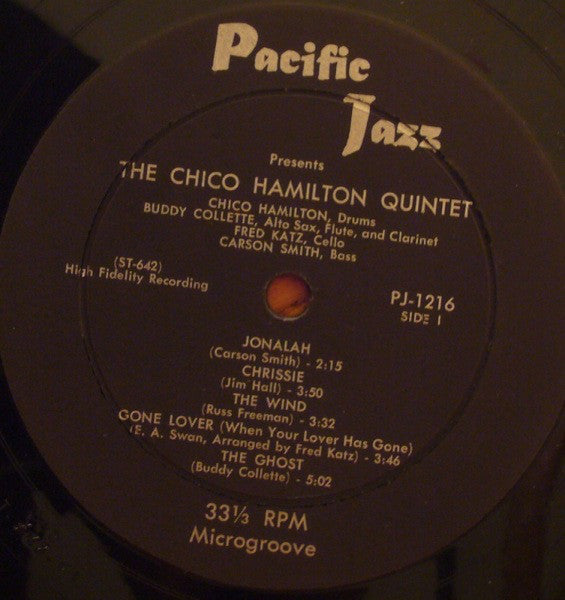 Pacific
Jazz
Presents
THE CHICO HAMILTON QUINTET
CHICO HAMILTON, Drums
BUDDY COLLETTE, Alto Sax, Flute, and Clarinet
FRED KATZ, Cello
CARSON SMITH, Bass
(ST-642)
High Fidelity Recording
PJ-1216
SIDE 1
JONALAH
(Carson Smith) - 2:15
CHRISSIE
(Jim Hall) - 3:50
THE WIND
(Russ Freeman) - 3:32
GONE LOVER (When Your Lover Has Gone)
(E. A. Swan, Arranged by Fred Katz) - 3:46
THE GHOST
(Buddy Collette) - 5:02
33⅓ RPM
Microgroove